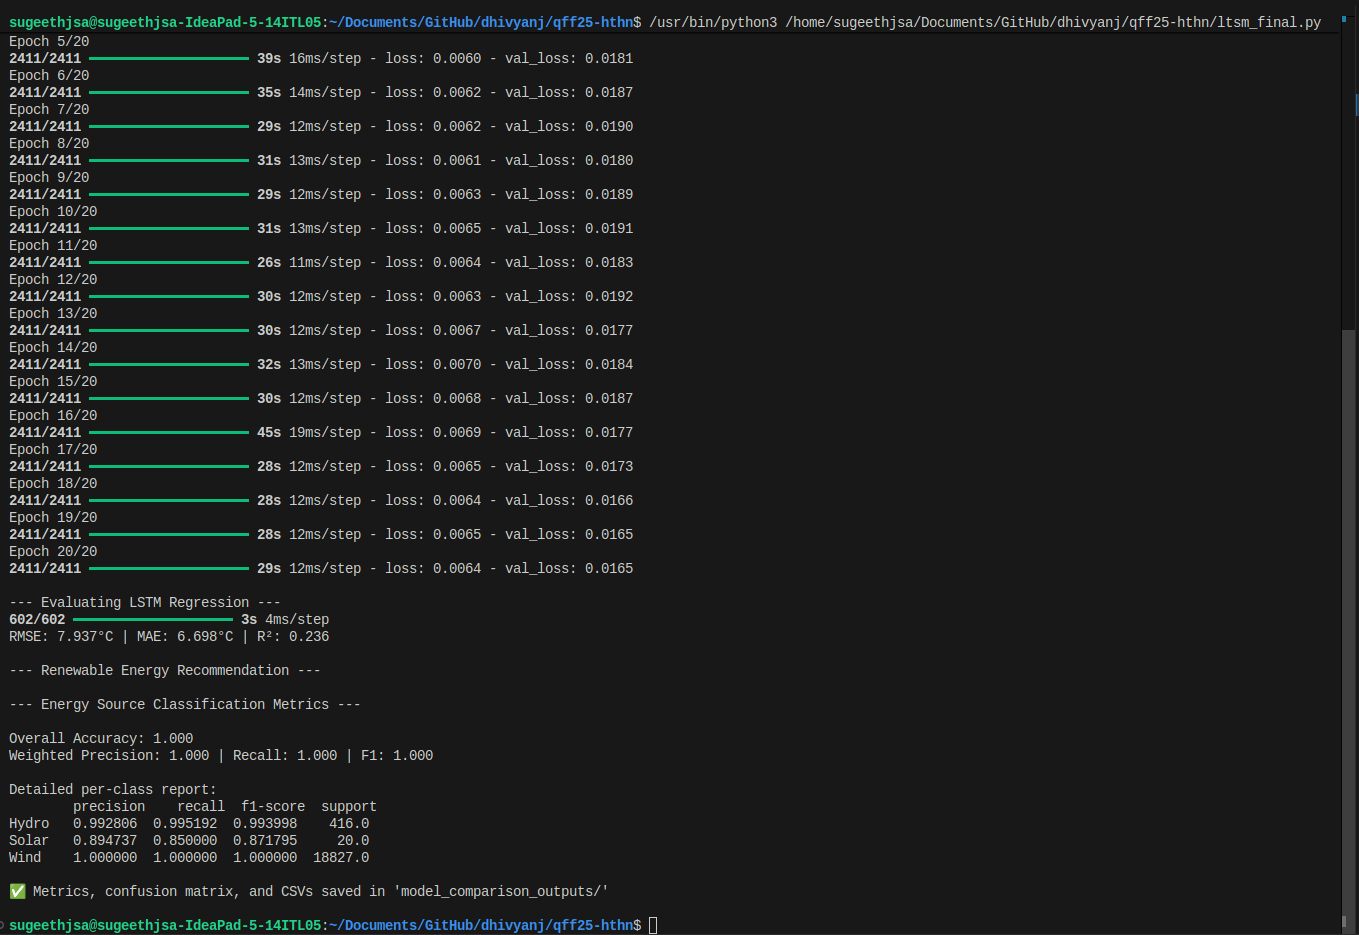 sugeethjsa@sugeethjsa-IdeaPad-5-14ITL05:~/Documents/GitHub/dhivyanj/qff25-hthn$ /usr/bin/python3 /home/sugeethjsa/Documents/GitHub/dhivyanj/qff25-hthn/ltsm_final.py
Epoch 5/20
2411/2411 39s 16ms/step - loss: 0.0060 - val_loss: 0.0181
Epoch 6/20
2411/2411 35s 14ms/step - loss: 0.0062 - val_loss: 0.0187
Epoch 7/20
2411/2411 29s 12ms/step - loss: 0.0062 - val_loss: 0.0190
Epoch 8/20
2411/2411 31s 13ms/step - loss: 0.0061 - val_loss: 0.0180
Epoch 9/20
2411/2411 29s 12ms/step - loss: 0.0063 - val_loss: 0.0189
Epoch 10/20
2411/2411 31s 13ms/step - loss: 0.0065 - val_loss: 0.0191
Epoch 11/20
2411/2411 26s 11ms/step - loss: 0.0064 - val_loss: 0.0183
Epoch 12/20
2411/2411 30s 12ms/step - loss: 0.0063 - val_loss: 0.0192
Epoch 13/20
2411/2411 30s 12ms/step - loss: 0.0067 - val_loss: 0.0177
Epoch 14/20
2411/2411 32s 13ms/step - loss: 0.0070 - val_loss: 0.0184
Epoch 15/20
2411/2411 30s 12ms/step - loss: 0.0068 - val_loss: 0.0187
Epoch 16/20
2411/2411 45s 19ms/step - loss: 0.0069 - val_loss: 0.0177
Epoch 17/20
2411/2411 28s 12ms/step - loss: 0.0065 - val_loss: 0.0173
Epoch 18/20
2411/2411 28s 12ms/step - loss: 0.0064 - val_loss: 0.0166
Epoch 19/20
2411/2411 28s 12ms/step - loss: 0.0065 - val_loss: 0.0165
Epoch 20/20
2411/2411 29s 12ms/step - loss: 0.0064 - val_loss: 0.0165
--- Evaluating LSTM Regression ---
602/602 3s 4ms/step
RMSE: 7.937°C | MAE: 6.698°C | R²: 0.236
--- Renewable Energy Recommendation ---
--- Energy Source Classification Metrics ---
Overall Accuracy: 1.000
Weighted Precision: 1.000 | Recall: 1.000 | F1: 1.000
Detailed per-class report:
precision recall f1-score support
Hydro 0.992806 0.995192 0.993998 416.0
Solar 0.894737 0.850000 0.871795 20.0
Wind 1.000000 1.000000 1.000000 18827.0
✅ Metrics, confusion matrix, and CSVs saved in 'model_comparison_outputs/'
sugeethjsa@sugeethjsa-IdeaPad-5-14ITL05:~/Documents/GitHub/dhivyanj/qff25-hthn$